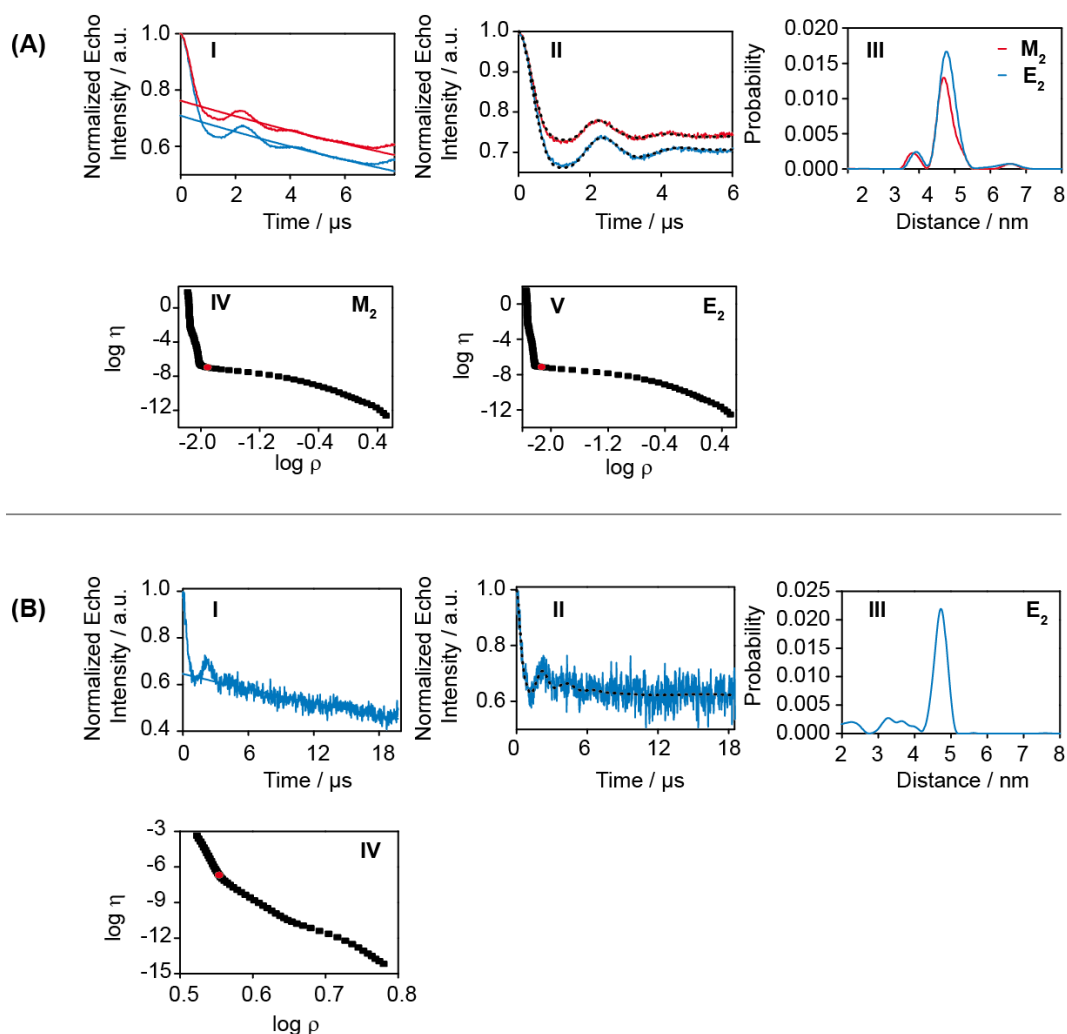 (A)
Normalized Echo
Intensity / a.u.
1.0
0.8
0.6
I
0
2
4
6
Time / µs
Normalized Echo
Intensity / a.u.
1.0
0.9
0.8
0.7
II
0
2
4
6
Time / µs
Probability
0.020
0.015
0.010
0.005
0.000
III
M₂
E₂
2
3
4
5
6
7
8
Distance / nm
log η
0
-4
-8
-12
IV
M₂
-2.0
-1.2
-0.4
0.4
log ρ
log η
0
-4
-8
-12
V
E₂
-2.0
-1.2
-0.4
0.4
log ρ
(B)
Normalized Echo
Intensity / a.u.
1.0
0.8
0.6
0.4
I
0
6
12
18
Time / µs
Normalized Echo
Intensity / a.u.
1.0
0.8
0.6
II
0
6
12
18
Time / µs
Probability
0.025
0.020
0.015
0.010
0.005
0.000
III
E₂
2
3
4
5
6
7
8
Distance / nm
log η
-3
-6
-9
-12
-15
IV
0.5
0.6
0.7
0.8
log ρ